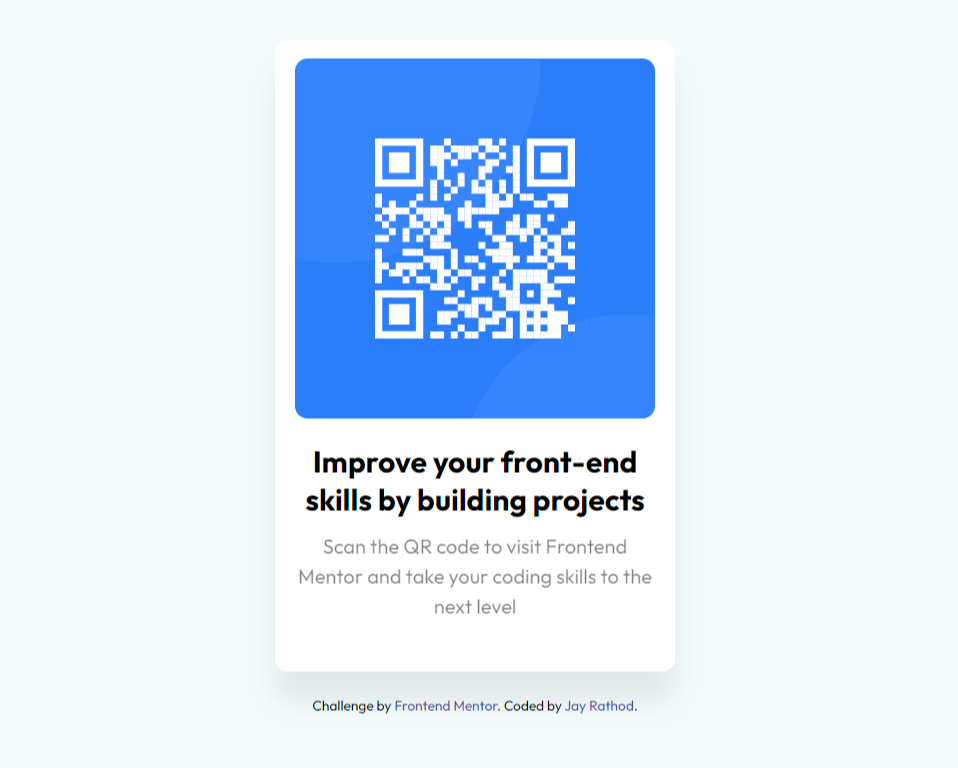 Improve your front-end
skills by building projects
Scan the QR code to visit Frontend
Mentor and take your coding skills to the
next level
Challenge by Frontend Mentor. Coded by Jay Rathod.